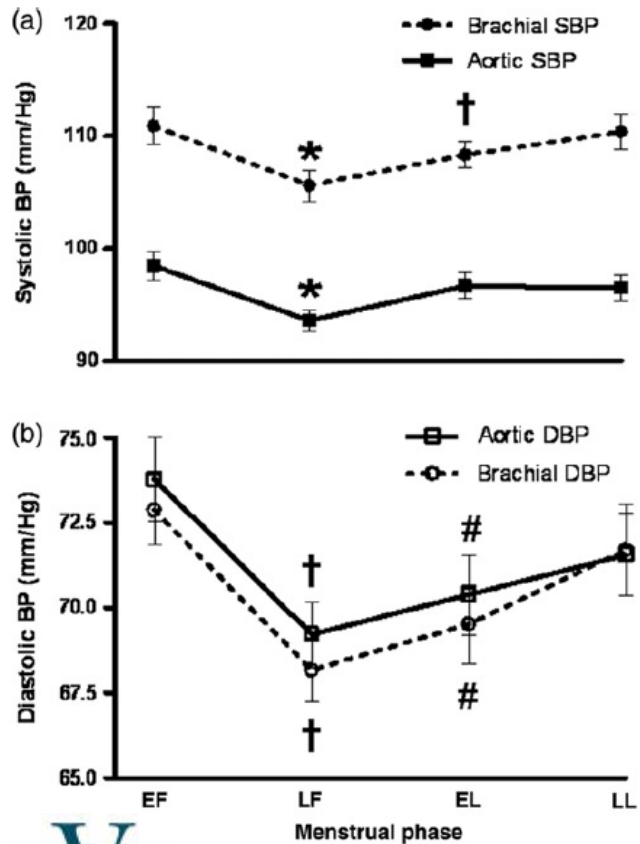 (a)
120
110
100
90
Systolic BP (mm/Hg)
Brachial SBP
Aortic SBP
†
*
*
(b)
75.0
72.5
70.0
67.5
65.0
Diastolic BP (mm/Hg)
Aortic DBP
Brachial DBP
†
#
#
†
EF LF EL LL
Menstrual phase
V